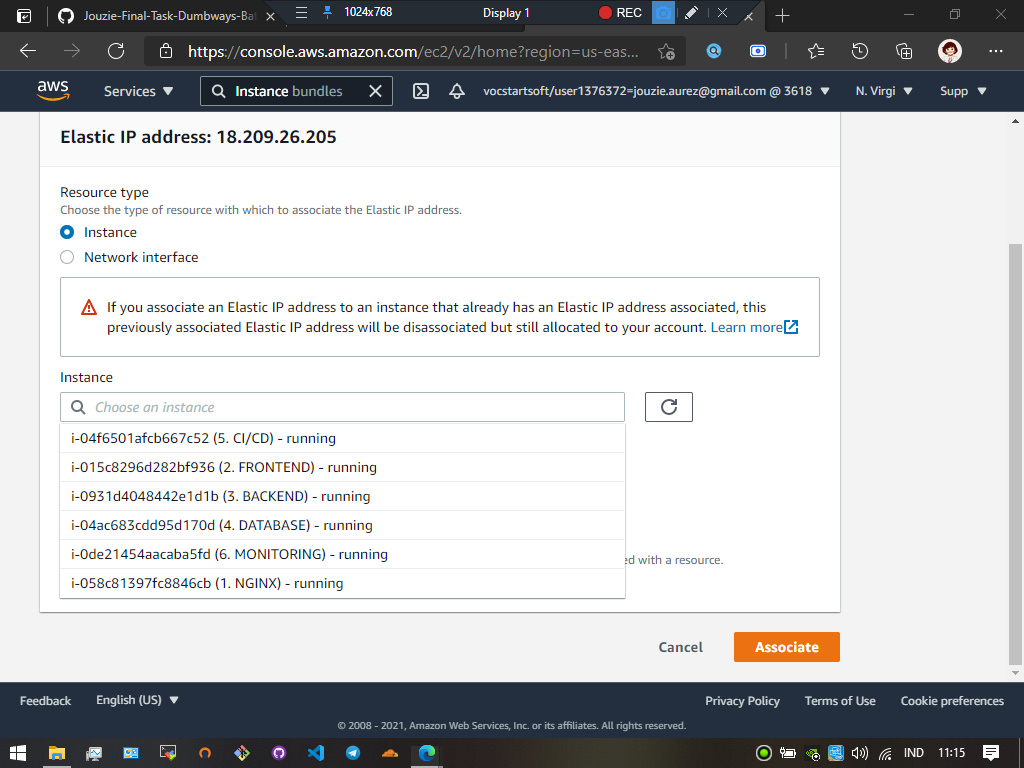 Jouzie-Final-Task-Dumbways-Bat
1024x768
Display 1
REC
https://console.aws.amazon.com/ec2/v2/home?region=us-eas...
aws
Services
Instance bundles
vocstartsoft/user1376372=jouzie.aurez@gmail.com @ 3618
N. Virgi
Supp
Elastic IP address: 18.209.26.205
Resource type
Choose the type of resource with which to associate the Elastic IP address.
Instance
Network interface
If you associate an Elastic IP address to an instance that already has an Elastic IP address associated, this
previously associated Elastic IP address will be disassociated but still allocated to your account. Learn more
Instance
Choose an instance
i-04f6501afcb667c52 (5. CI/CD) - running
i-015c8296d282bf936 (2. FRONTEND) - running
i-0931d4048442e1d1b (3. BACKEND) - running
i-04ac683cdd95d170d (4. DATABASE) - running
i-0de21454aacaba5fd (6. MONITORING) - running
ed with a resource.
i-058c81397fc8846cb (1. NGINX) - running
Cancel
Associate
Feedback
English (US)
Privacy Policy
Terms of Use
Cookie preferences
© 2008 - 2021, Amazon Web Services, Inc. or its affiliates. All rights reserved.
IND
11:15